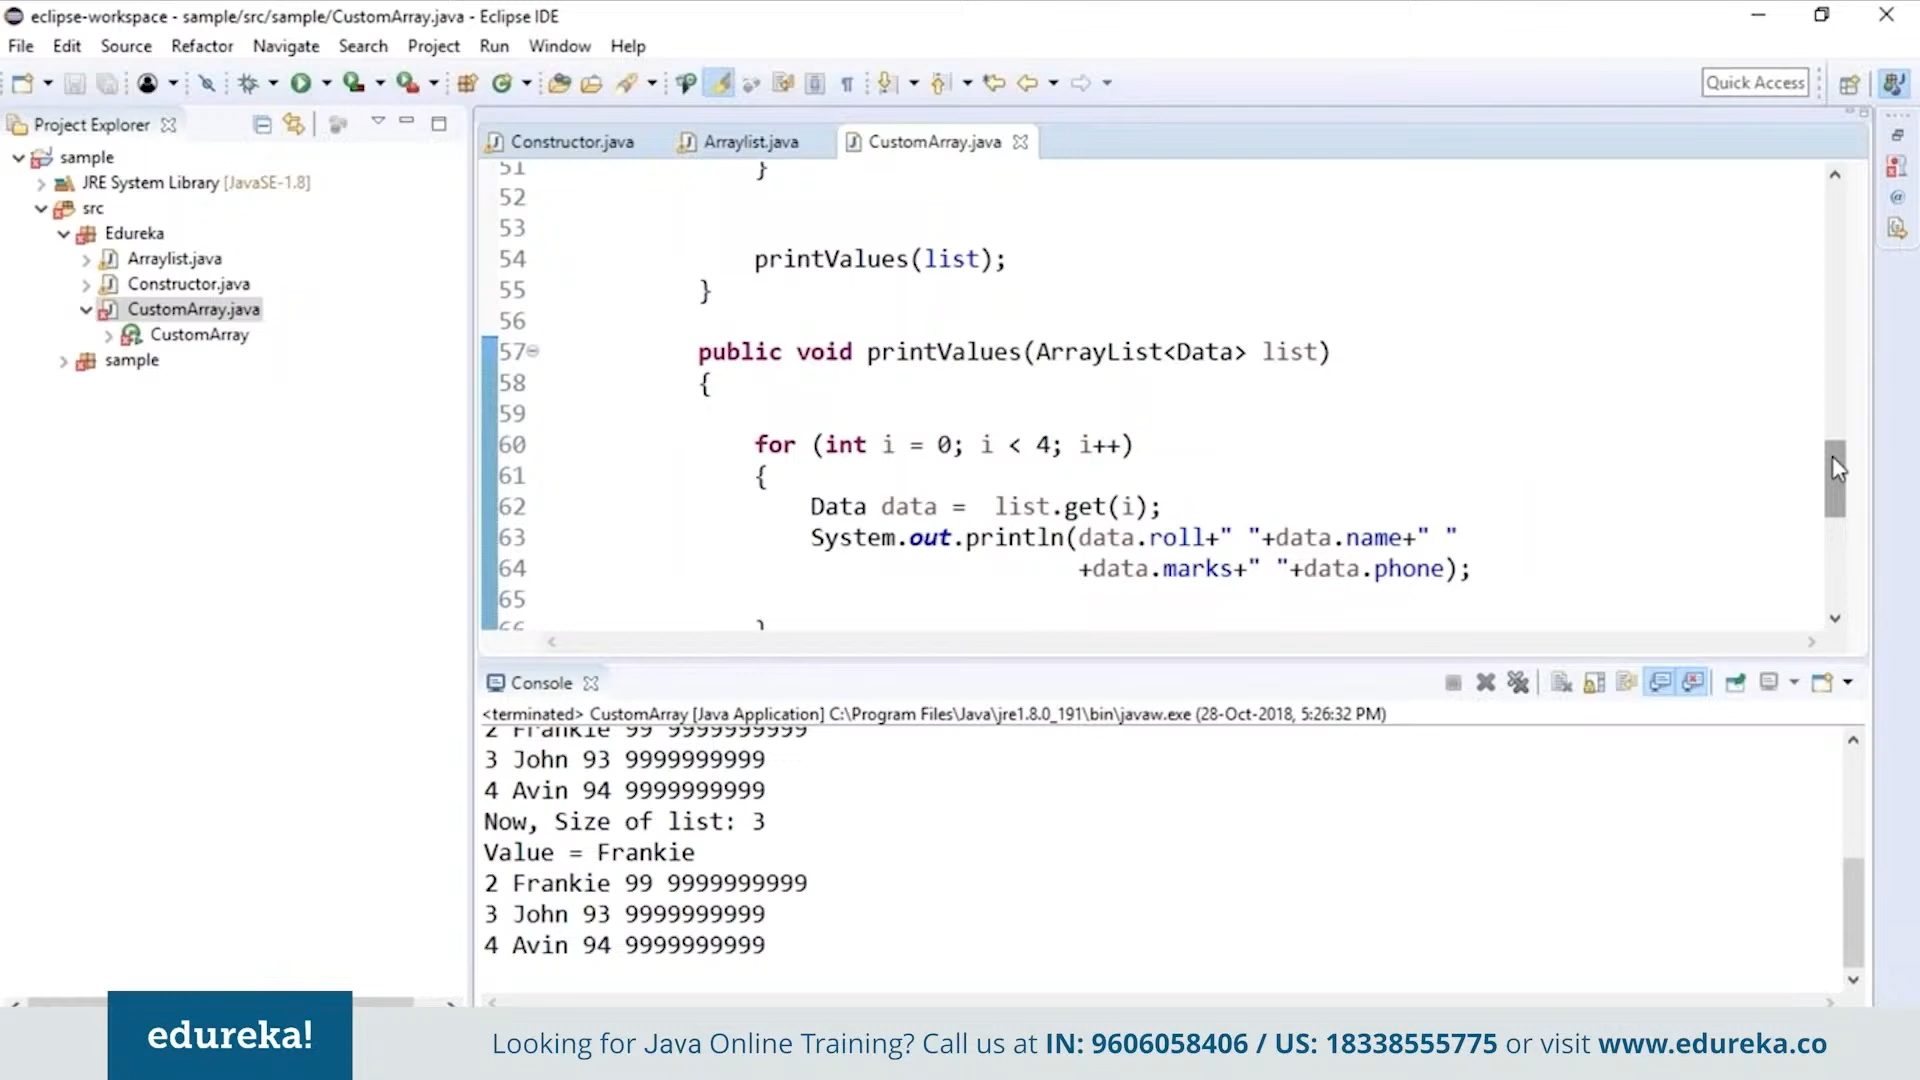 eclipse-workspace - sample/src/sample/CustomArray.java - Eclipse IDE
File Edit Source Refactor Navigate Search Project Run Window Help
Quick Access
Project Explorer
sample
JRE System Library [JavaSE-1.8]
src
Edureka
Arraylist.java
Constructor.java
CustomArray.java
CustomArray
sample
Constructor.java Arraylist.java CustomArray.java
51 }
52
53
54 printValues(list);
55 }
56
57 public void printValues(ArrayList<Data> list)
58 {
59
60 for (int i = 0; i < 4; i++)
61 {
62 Data data =  list.get(i);
63 System.out.println(data.roll+" "+data.name+" "
64 +data.marks+" "+data.phone);
65
66 }
Console
<terminated> CustomArray [Java Application] C:\Program Files\Java\jre1.8.0_191\bin\javaw.exe (28-Oct-2018, 5:26:32 PM)
2 Frankie 99 9999999999
3 John 93 9999999999
4 Avin 94 9999999999
Now, Size of list: 3
Value = Frankie
2 Frankie 99 9999999999
3 John 93 9999999999
4 Avin 94 9999999999
edureka!
Looking for Java Online Training? Call us at IN: 9606058406 / US: 18338555775 or visit www.edureka.co